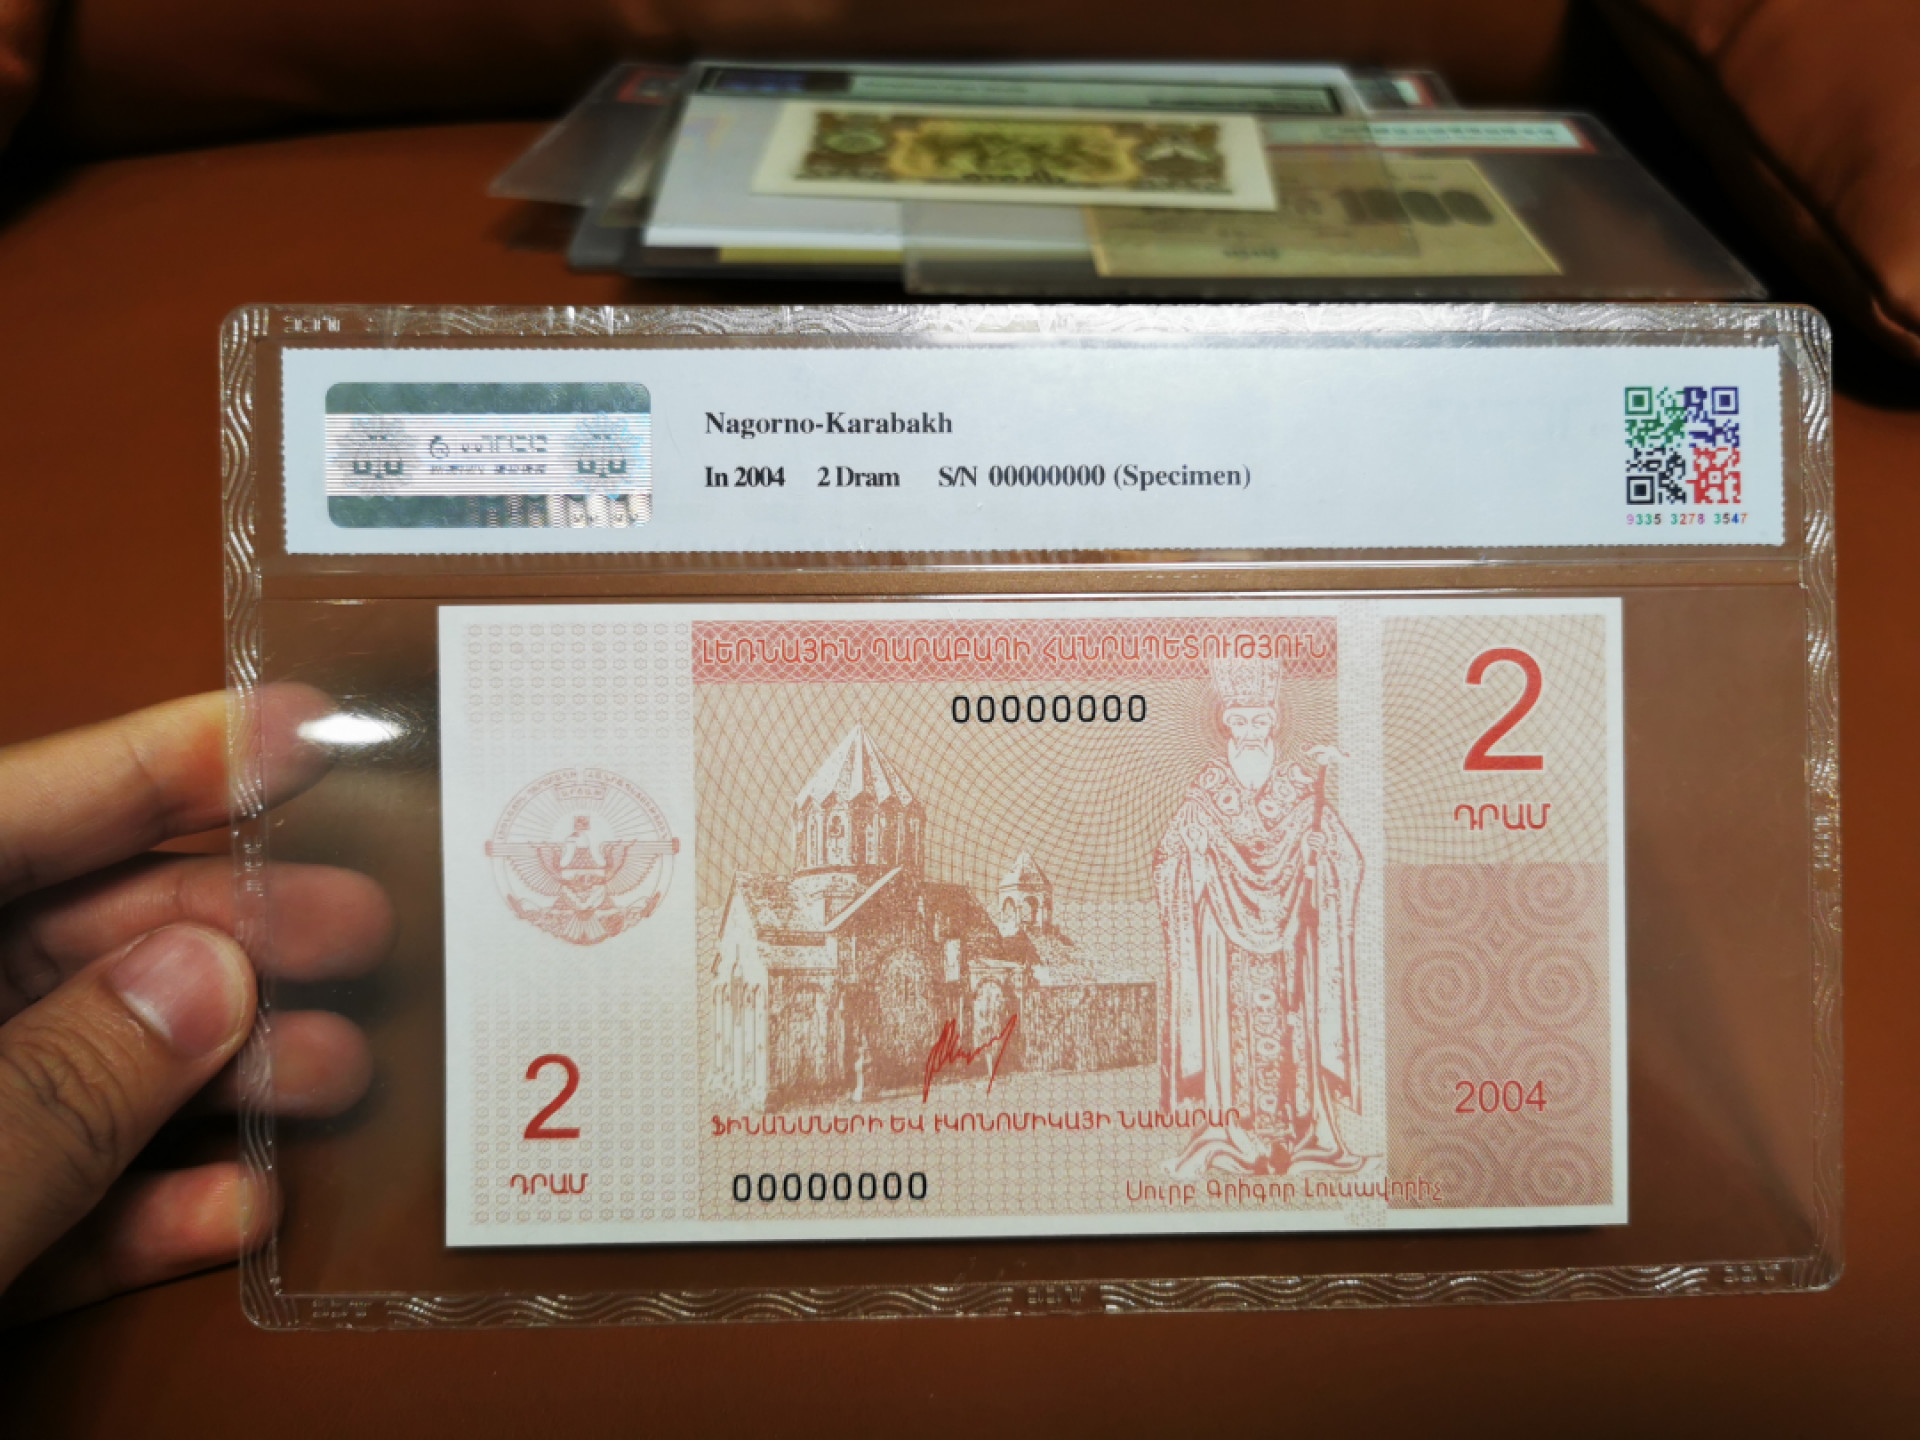 Nagorno-Karabakh
In 2004 2 Dram S/N 00000000 (Specimen)
9335 3278 3547
ԼԵՌՆԱՅԻՆ ՂԱՐԱԲԱՂԻ ՀԱՆՐԱՊԵՏՈՒԹՅՈՒՆ
00000000
2
ԴՐԱՄ
2
ԴՐԱՄ
2004
ՖԻՆԱՆՍՆԵՐԻ ԵՎ ԷԿՈՆՈՄԻԿԱՅԻ ՆԱԽԱՐԱՐ
00000000
Սուրբ Գրիգոր Լուսավորիչ
1000